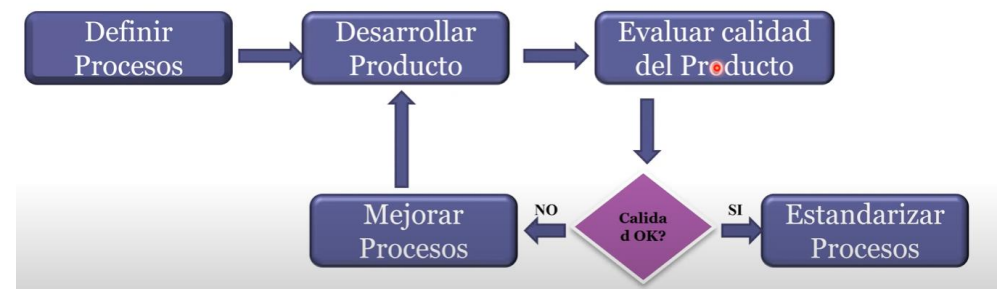 Definir
Procesos
Desarrollar
Producto
Evaluar calidad
del Producto
Mejorar
Procesos
NO
Calida
d OK?
SI
Estandarizar
Procesos